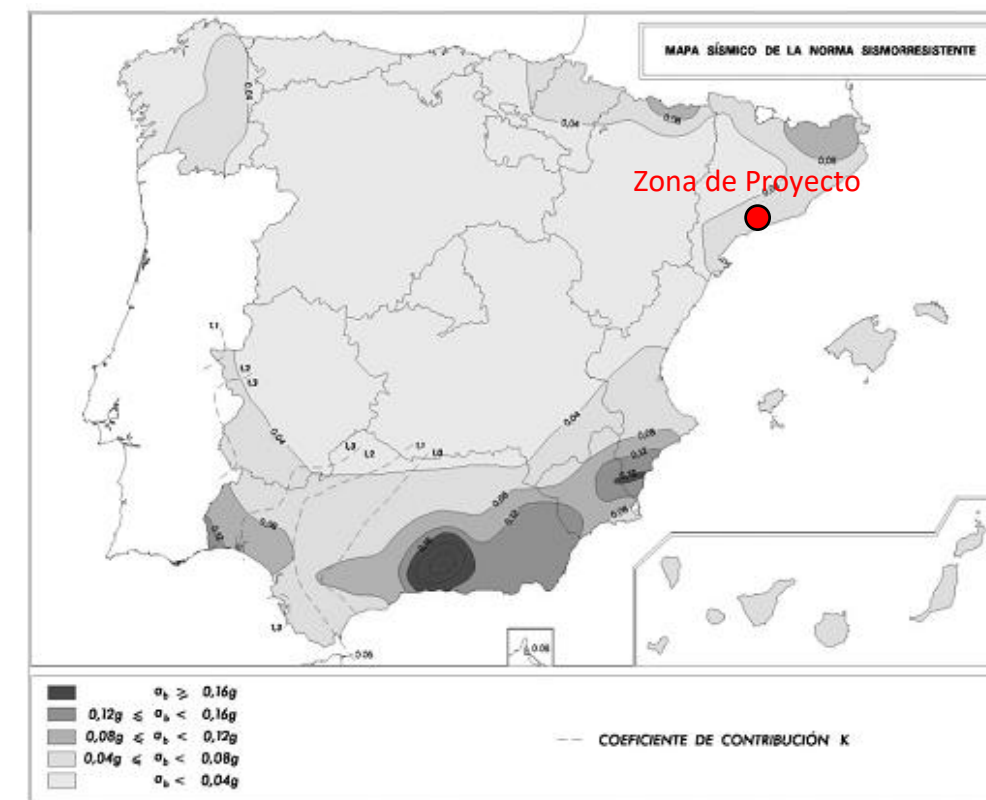 MAPA SÍSMICO DE LA NORMA SISMORRESISTENTE
0,04
0,04
0,08
0,08
Zona de Proyecto
1,1
1,2
1,3
0,04
0,04
1,3
1,2
1,1
1,0
0,08
0,12
0,08
0,08
0,12
0,12
0,08
1,3
0,08
a_b ≥ 0,16g
0,12g ≤ a_b < 0,16g
0,08g ≤ a_b < 0,12g
0,04g ≤ a_b < 0,08g
a_b < 0,04g
COEFICIENTE DE CONTRIBUCIÓN K